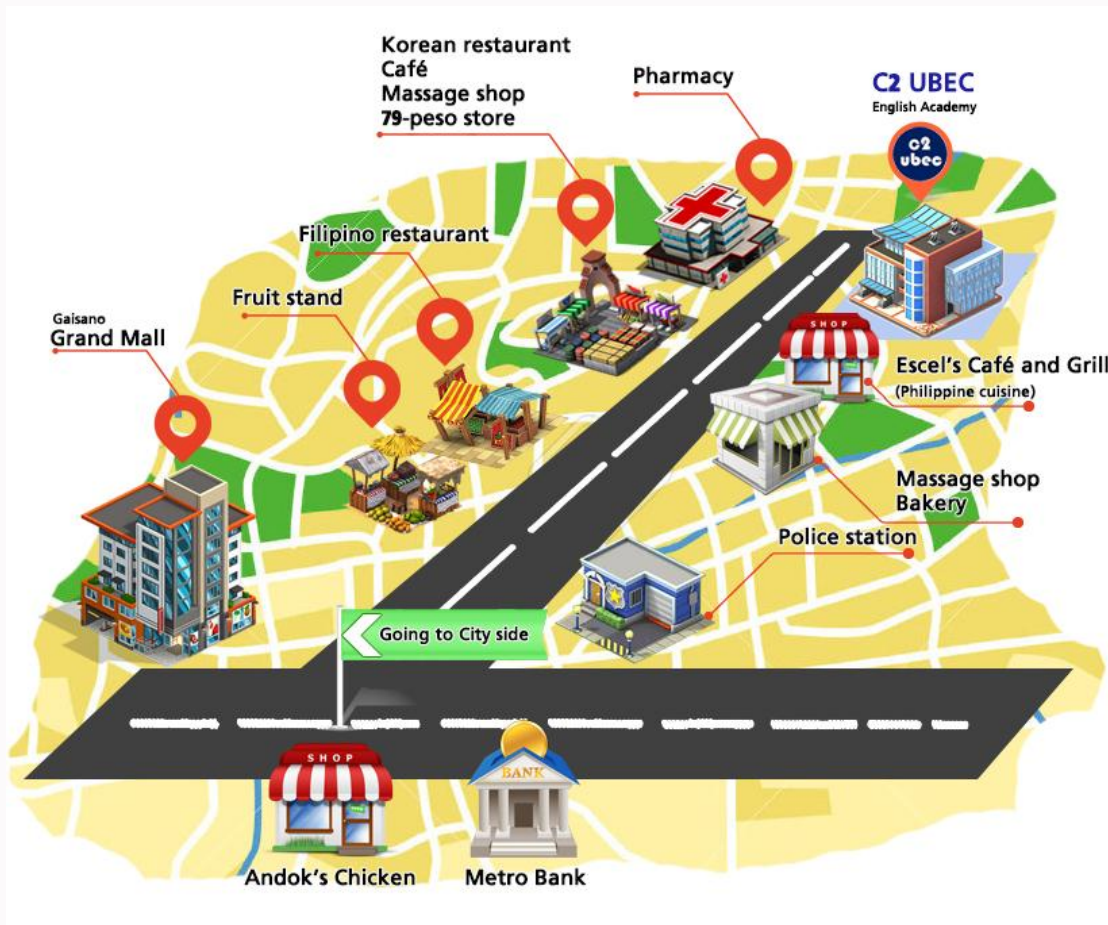 Korean restaurant
Café
Massage shop
79-peso store
Pharmacy
C2 UBEC
English Academy
c2
ubec
Filipino restaurant
Fruit stand
Gaisano
Grand Mall
SHOP
Escel's Café and Grill
(Philippine cuisine)
Massage shop
Bakery
Police station
Going to City side
SHOP
BANK
Andok's Chicken
Metro Bank